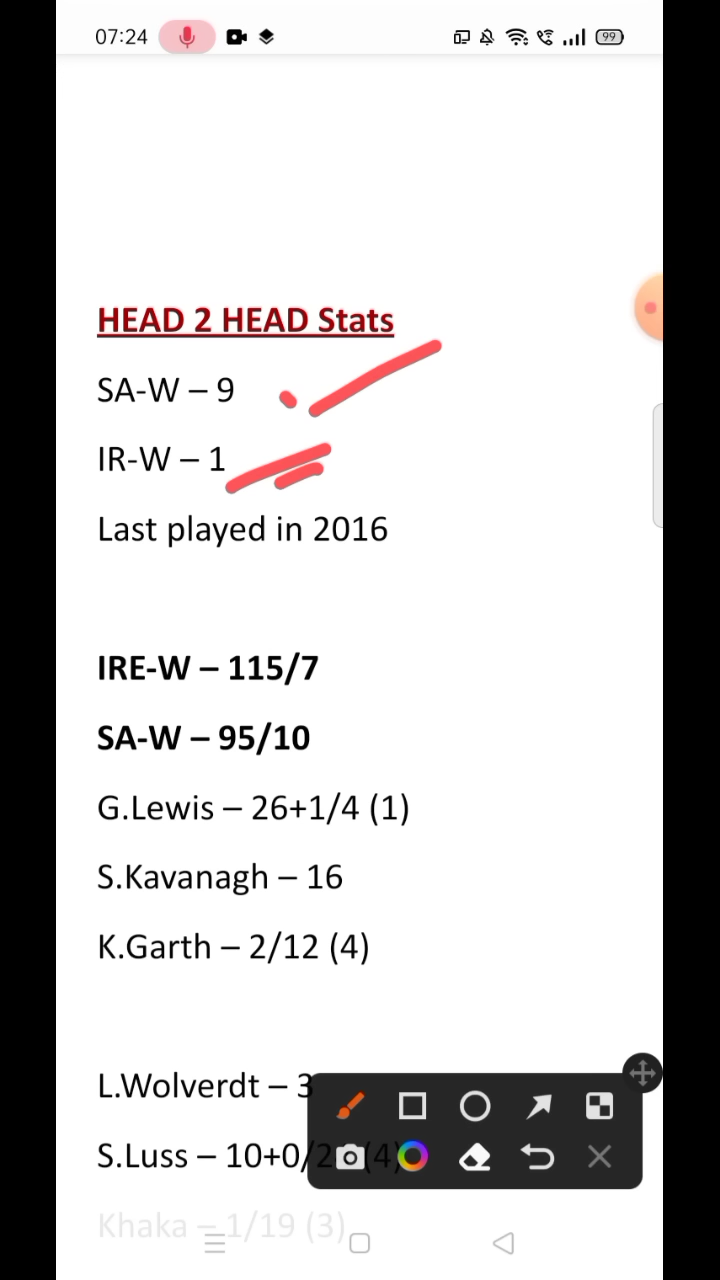 07:24
99
HEAD 2 HEAD Stats
SA-W – 9
IR-W – 1
Last played in 2016
IRE-W – 115/7
SA-W – 95/10
G.Lewis – 26+1/4 (1)
S.Kavanagh – 16
K.Garth – 2/12 (4)
L.Wolverdt – 3
S.Luss – 10+0/2 (4)
Khaka – 1/19 (3)